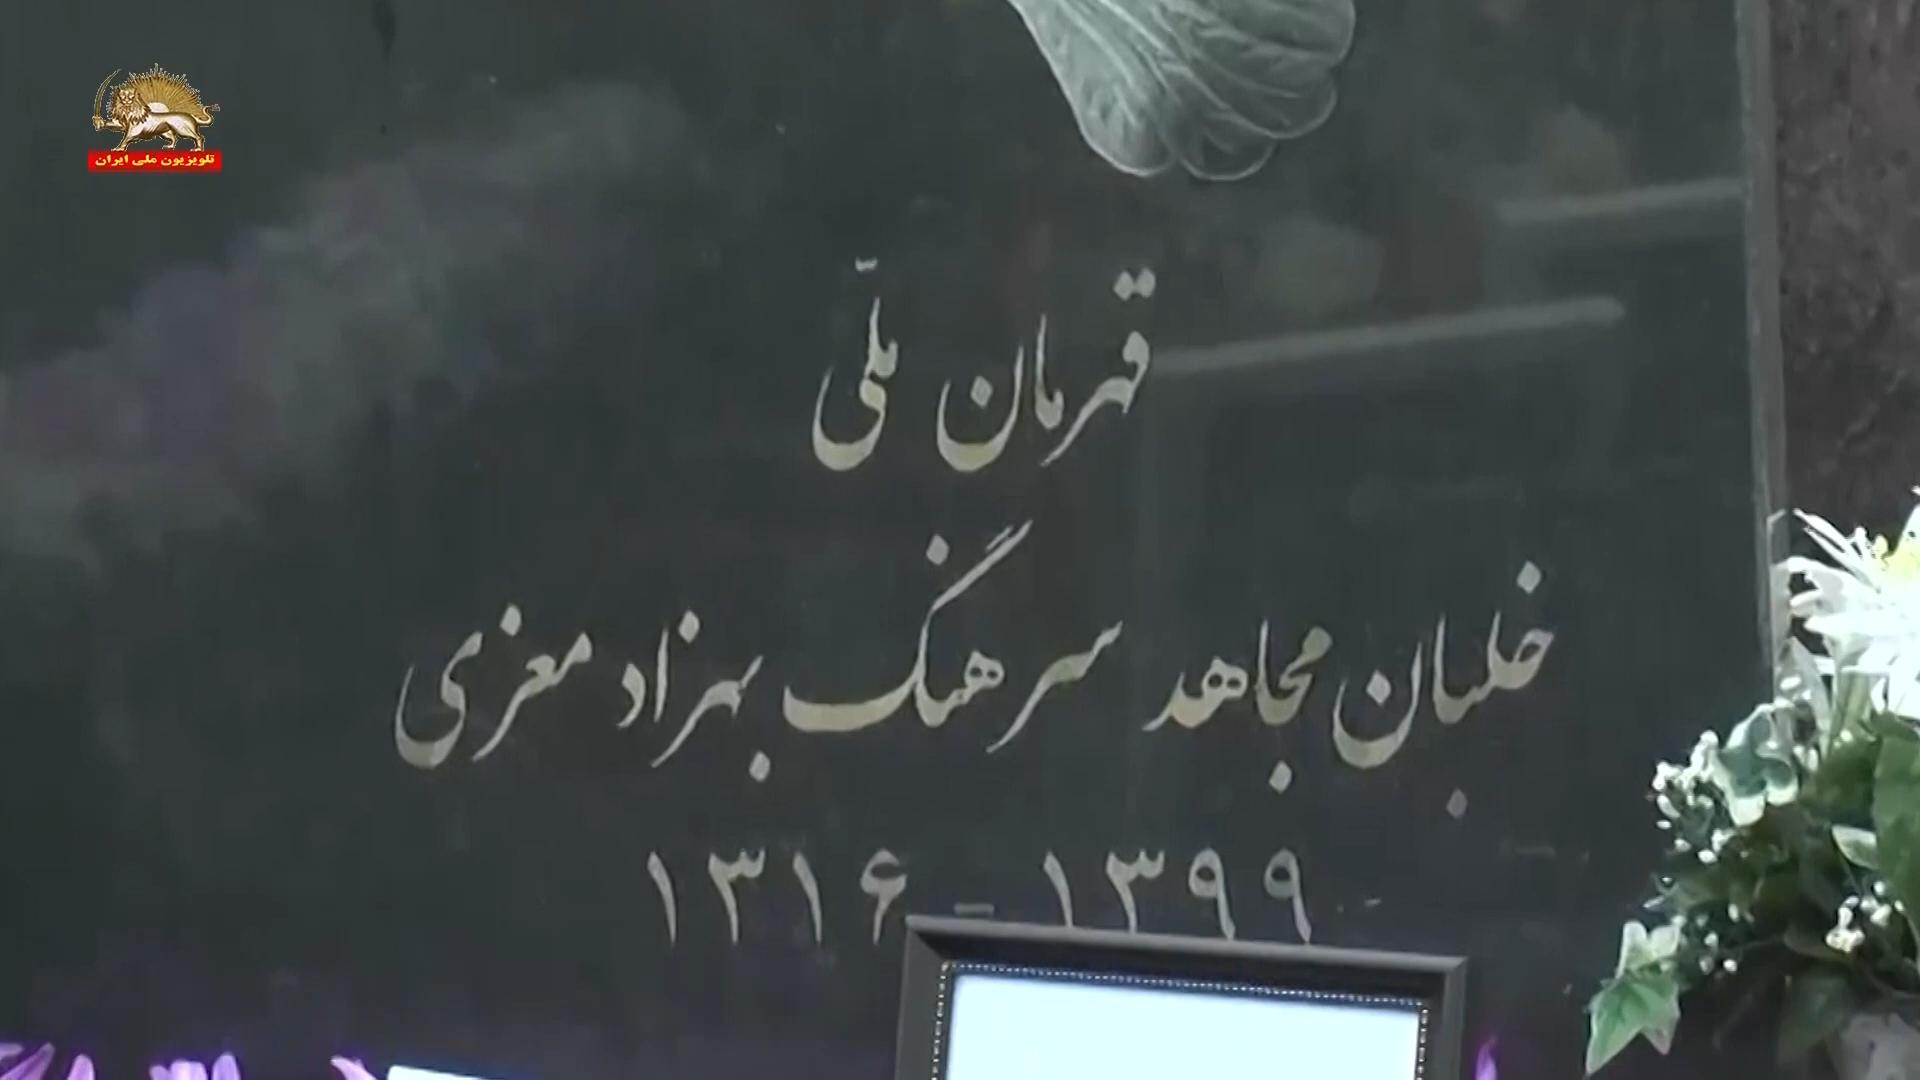 تلویزیون ملی ایران
قهرمان ملّی
خلبان مجاهد سرهنگ بهزاد معزی
۱۳۱۶ - ۱۳۹۹